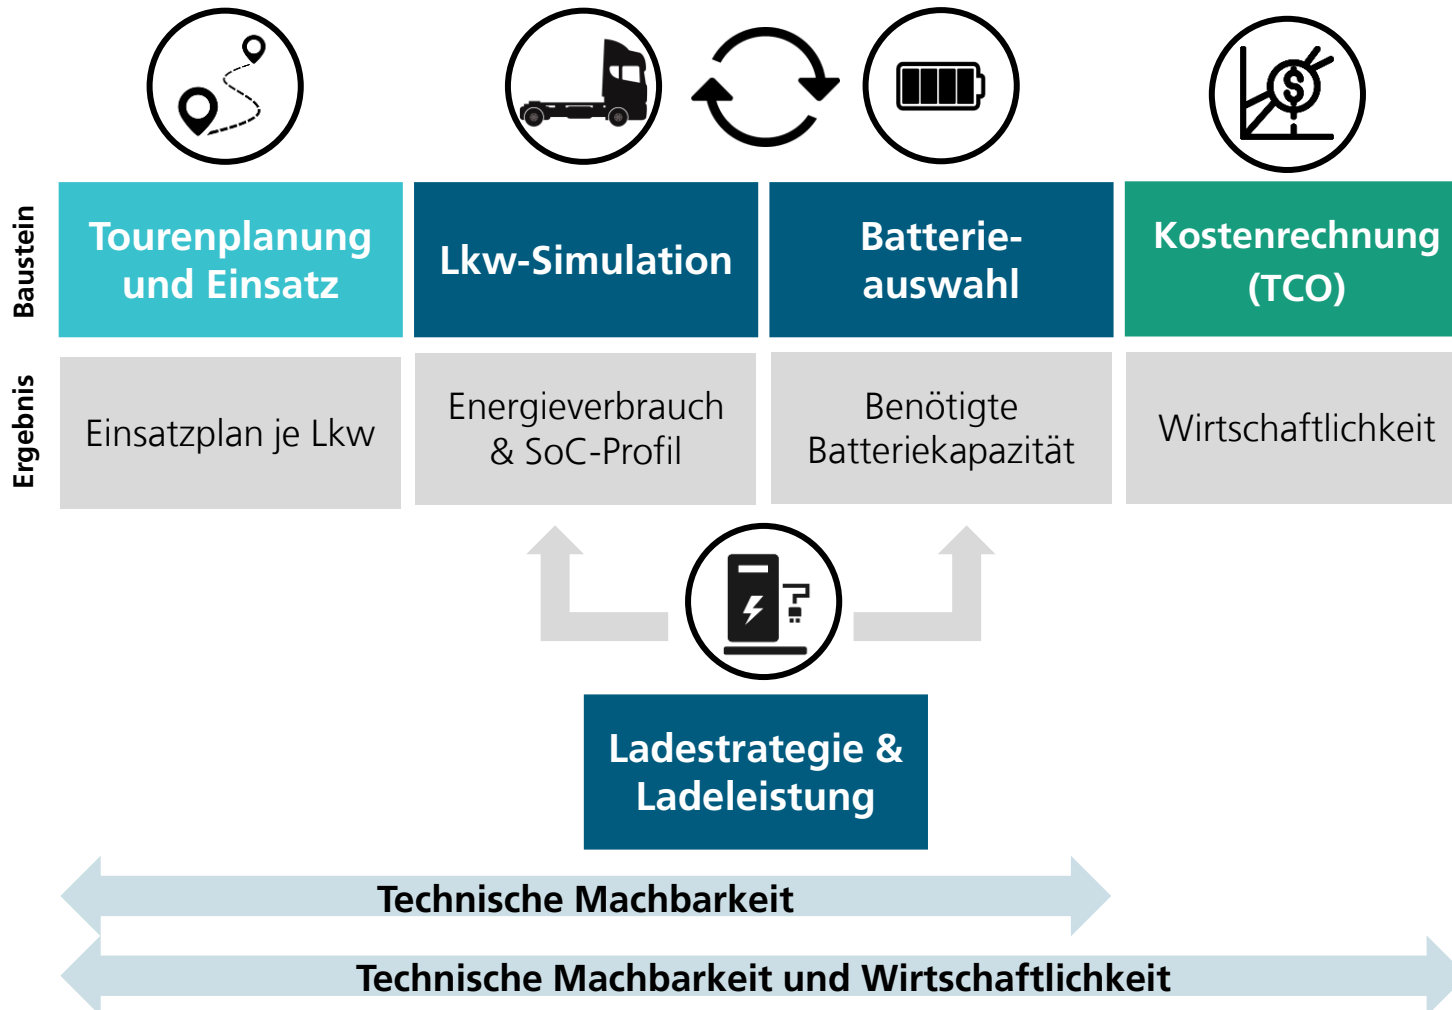 Baustein
Tourenplanung
und Einsatz
Lkw-Simulation
Batterie-
auswahl
Kostenrechnung
(TCO)
Ergebnis
Einsatzplan je Lkw
Energieverbrauch
& SoC-Profil
Benötigte
Batteriekapazität
Wirtschaftlichkeit
Ladestrategie &
Ladeleistung
Technische Machbarkeit
Technische Machbarkeit und Wirtschaftlichkeit